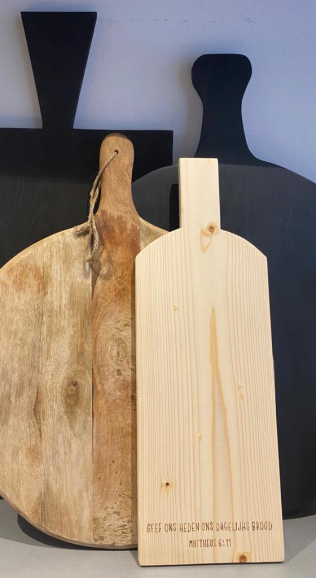 GEEF ONS HEDEN ONS DAGELIJKS BROOD
MATTHEUS 6:11